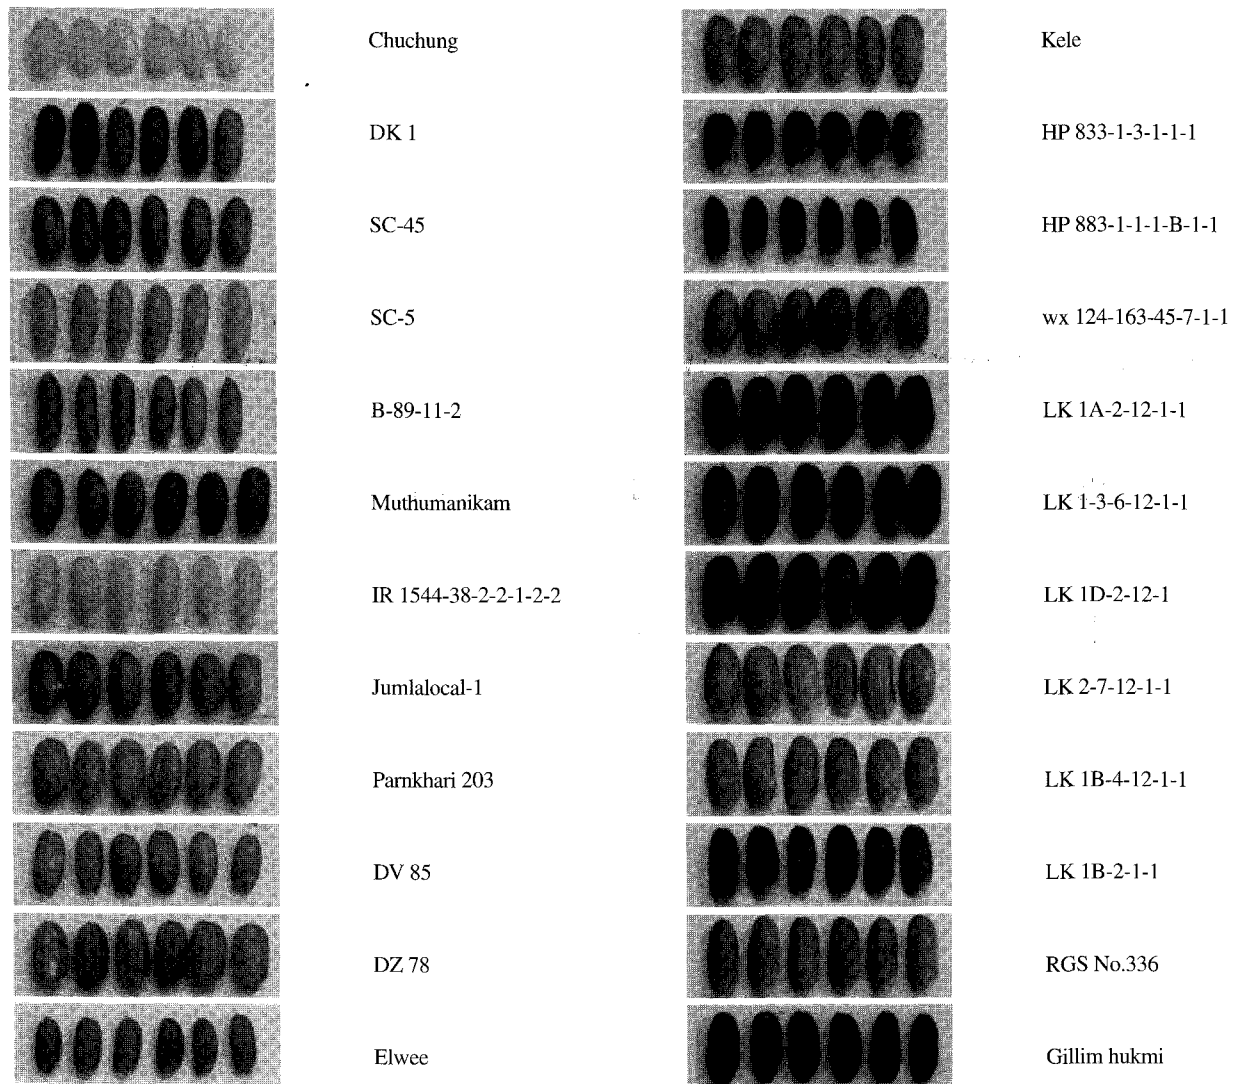 Chuchung
DK 1
SC-45
SC-5
B-89-11-2
Muthumanikam
IR 1544-38-2-2-1-2-2
Jumlalocal-1
Parnkhari 203
DV 85
DZ 78
Elwee
Kele
HP 833-1-3-1-1-1
HP 883-1-1-1-B-1-1
wx 124-163-45-7-1-1
LK 1A-2-12-1-1
LK 1-3-6-12-1-1
LK 1D-2-12-1
LK 2-7-12-1-1
LK 1B-4-12-1-1
LK 1B-2-1-1
RGS No.336
Gillim hukmi